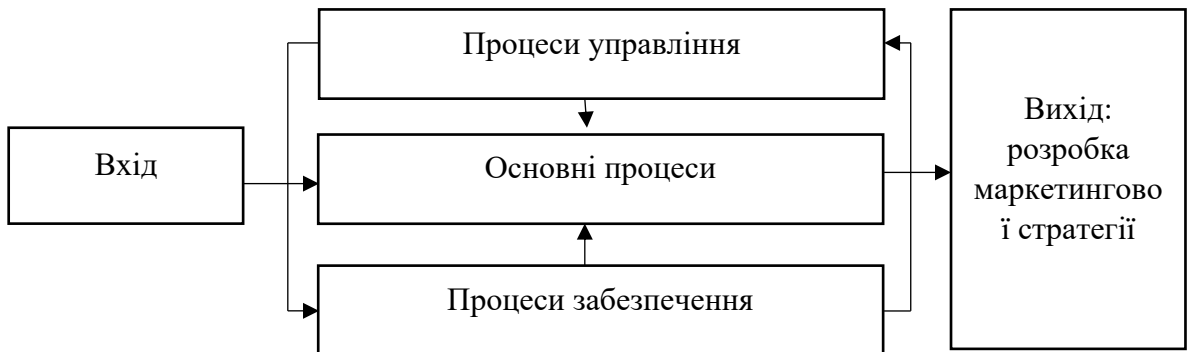 Процеси управління
Вхід
Основні процеси
Процеси забезпечення
Вихід:
розробка
маркетингово
ї стратегії